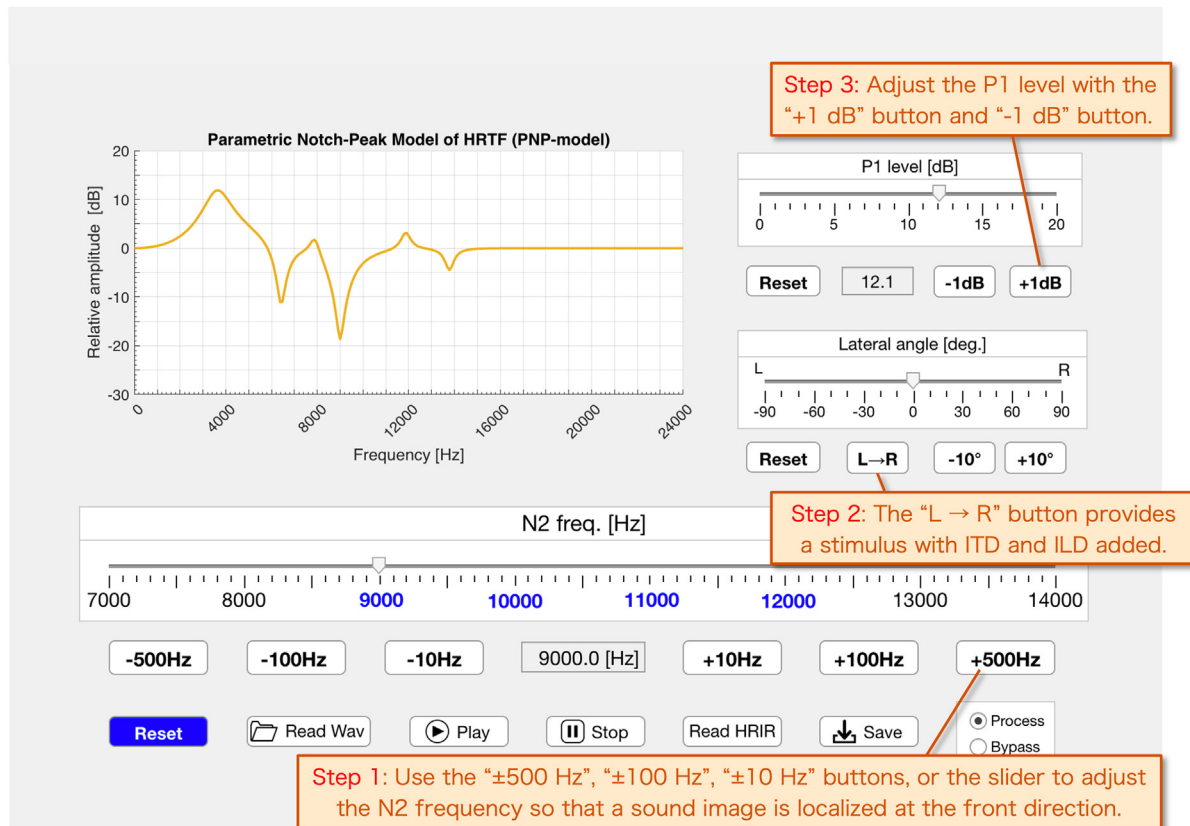 Step 3: Adjust the P1 level with the
“+1 dB” button and “-1 dB” button.
Parametric Notch-Peak Model of HRTF (PNP-model)
Relative amplitude [dB]
20
10
0
-10
-20
-30
0
4000
8000
12000
16000
20000
24000
Frequency [Hz]
P1 level [dB]
0 5 10 15 20
Reset 12.1 -1dB +1dB
Lateral angle [deg.]
L R
-90 -60 -30 0 30 60 90
Reset L→R -10° +10°
Step 2: The “L → R” button provides
a stimulus with ITD and ILD added.
N2 freq. [Hz]
7000 8000 9000 10000 11000 12000 13000 14000
-500Hz -100Hz -10Hz 9000.0 [Hz] +10Hz +100Hz +500Hz
Reset Read Wav Play Stop Read HRIR Save
Process
Bypass
Step 1: Use the “±500 Hz”, “±100 Hz”, “±10 Hz” buttons, or the slider to adjust
the N2 frequency so that a sound image is localized at the front direction.